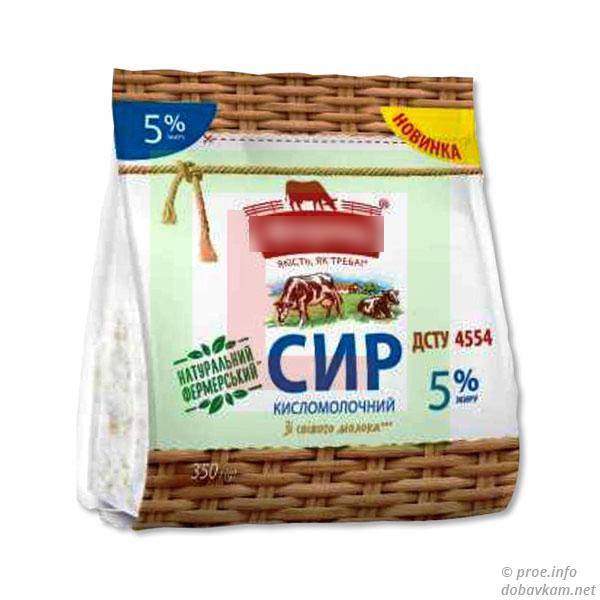 5%
жиру
НОВИНКА
®
ЯКІСТЬ, ЯК ТРЕБА!*
НАТУРАЛЬНИЙ
ФЕРМЕРСЬКИЙ
СИР
КИСЛОМОЛОЧНИЙ
Зі свіжого молока***
ДСТУ 4554
5%
жиру
350 г
© proe.info
dobavkam.net